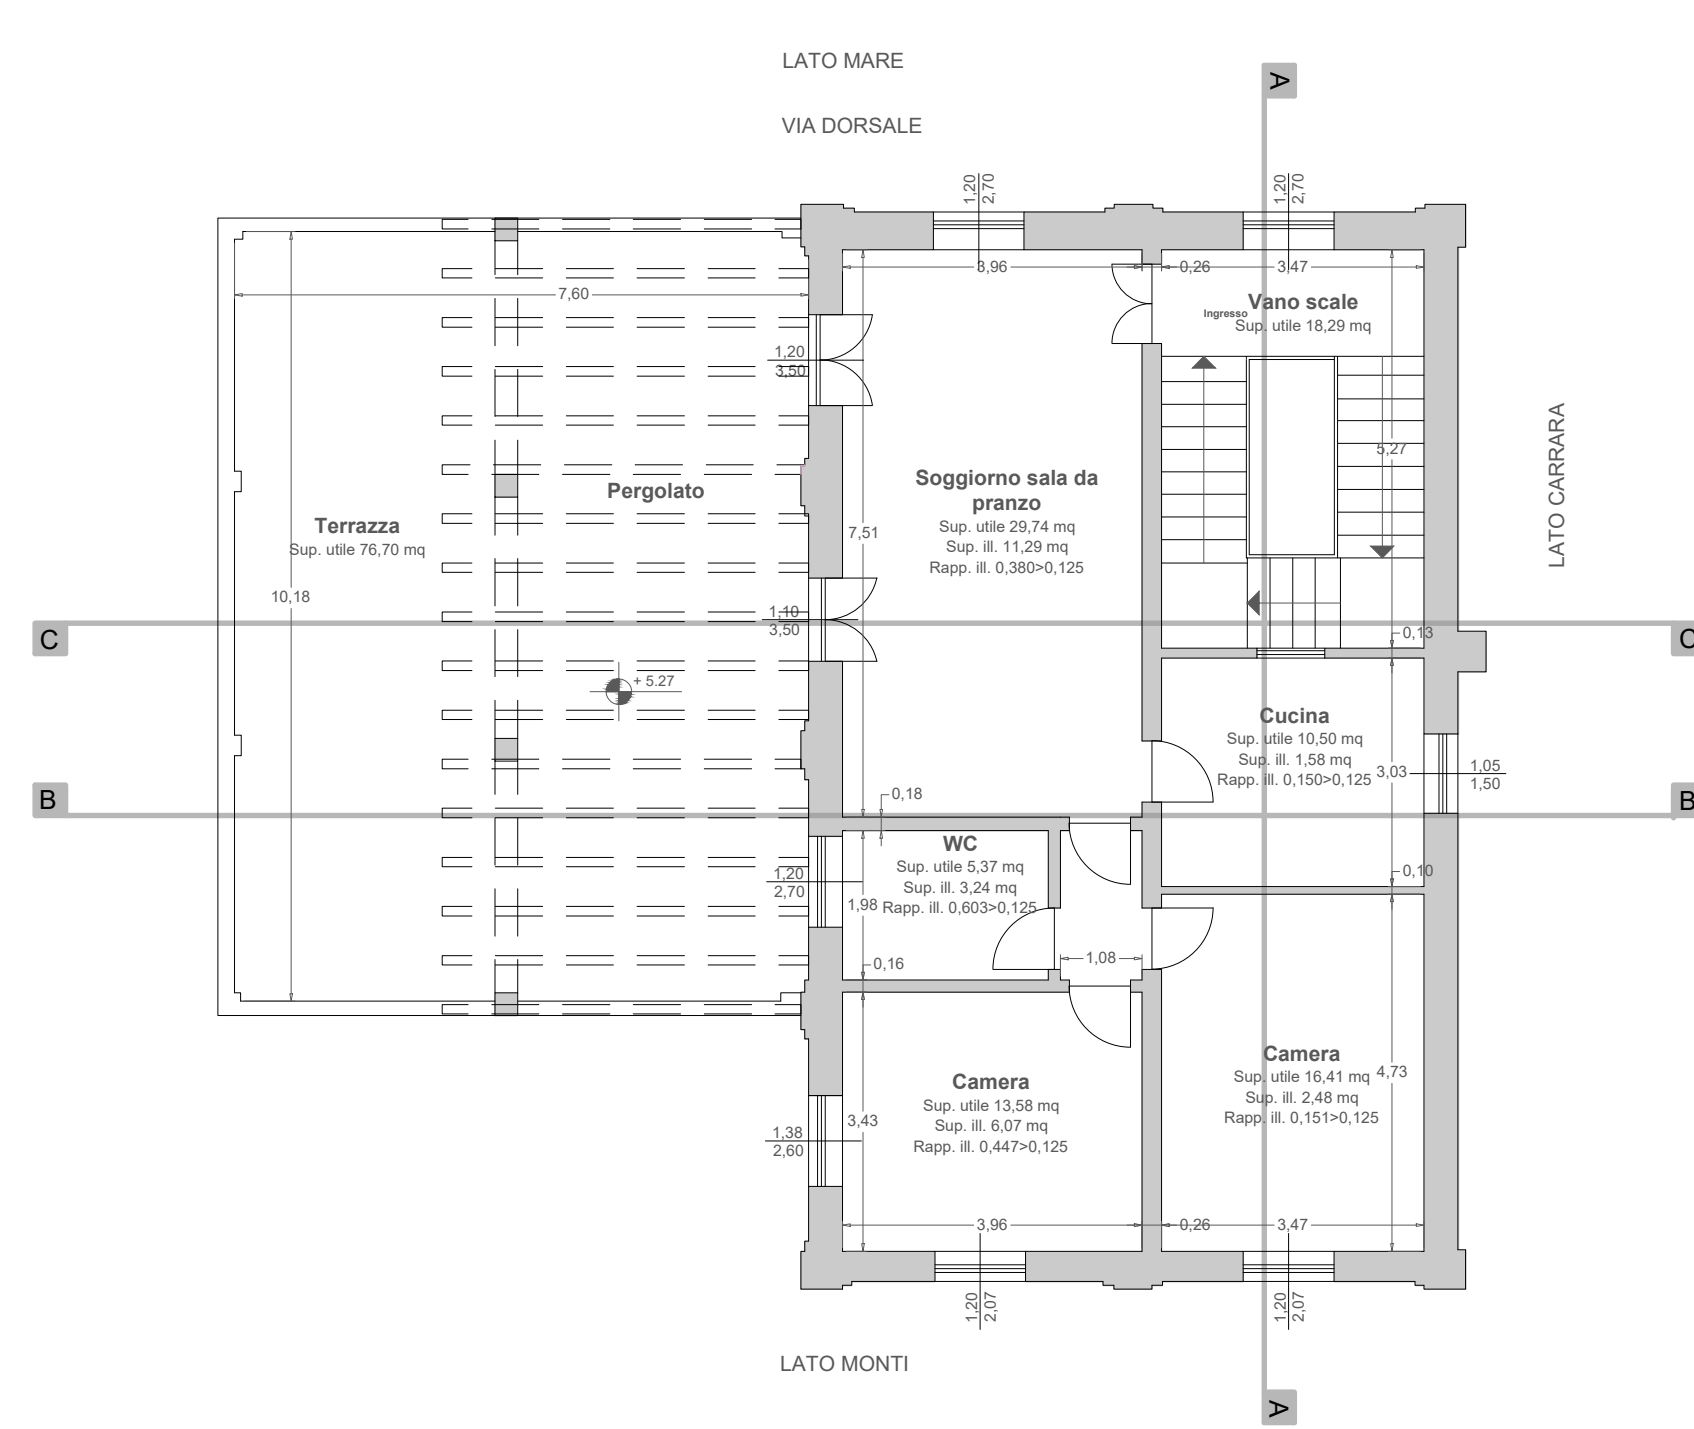 LATO MARE
VIA DORSALE
A
1,20
2,70
1,20
2,70
3,96
0,26
3,47
7,60
Vano scale
Ingresso
Sup. utile 18,29 mq
1,20
3,50
5,27
LATO CARRARA
Soggiorno sala da
pranzo
Sup. utile 29,74 mq
Sup. ill. 11,29 mq
Rapp. ill. 0,380>0,125
Pergolato
Terrazza
Sup. utile 76,70 mq
7,51
10,18
1,10
3,50
C
C
0,13
+ 5.27
Cucina
Sup. utile 10,50 mq
Sup. ill. 1,58 mq
Rapp. ill. 0,150>0,125
3,03
1,05
1,50
B
B
0,18
WC
Sup. utile 5,37 mq
Sup. ill. 3,24 mq
Rapp. ill. 0,603>0,125
1,20
2,70
1,98
0,10
0,16
1,08
Camera
Sup. utile 16,41 mq
Sup. ill. 2,48 mq
Rapp. ill. 0,151>0,125
4,73
Camera
Sup. utile 13,58 mq
Sup. ill. 6,07 mq
Rapp. ill. 0,447>0,125
3,43
1,38
2,60
3,96
0,26
3,47
1,20
2,07
1,20
2,07
LATO MONTI
A